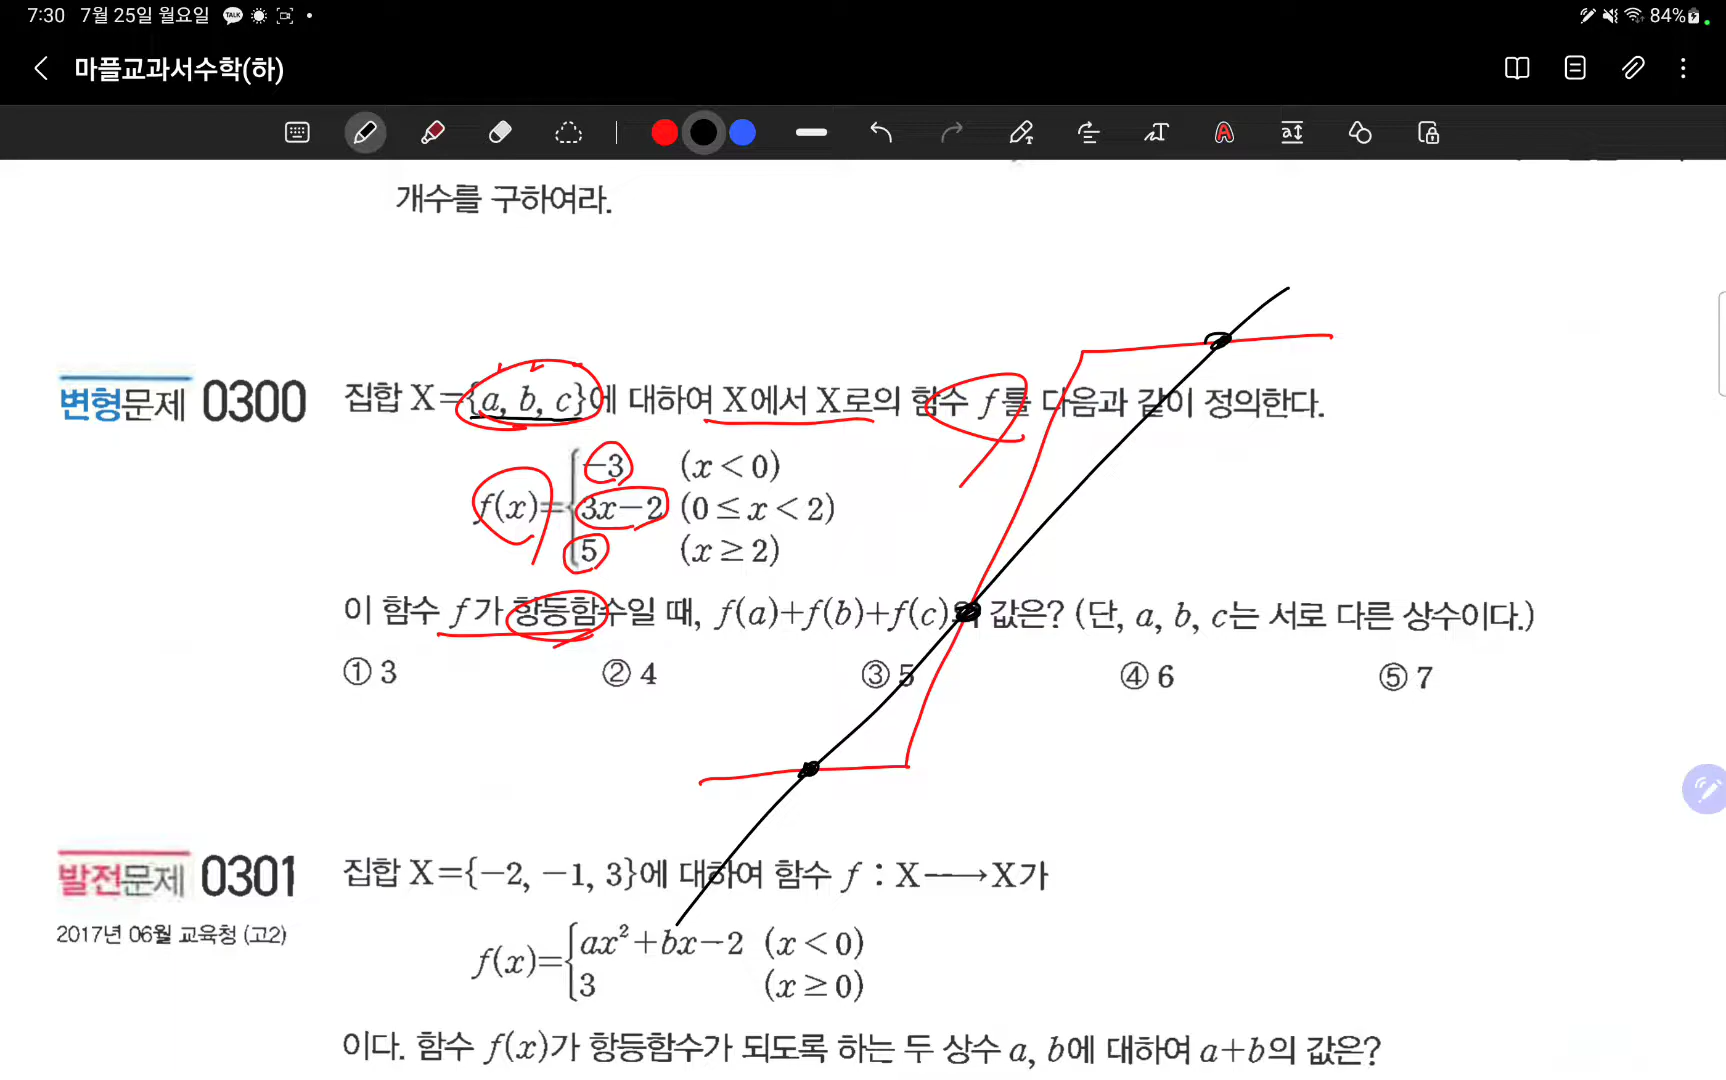 7:30 7월 25일 월요일 TALK 84%
마플교과서수학(하)
개수를 구하여라.
변형문제 0300 집합 X={a, b, c}에 대하여 X에서 X로의 함수 f를 다음과 같이 정의한다.
f(x)={-3 (x<0)
3x-2 (0≤x<2)
5 (x≥2)
이 함수 f가 항등함수일 때, f(a)+f(b)+f(c)의 값은? (단, a, b, c는 서로 다른 상수이다.)
① 3 ② 4 ③ 5 ④ 6 ⑤ 7
발전문제 0301 집합 X={-2, -1, 3}에 대하여 함수 f : X⟶X가
2017년 06월 교육청 (고2)
f(x)={ax²+bx-2 (x<0)
3 (x≥0)
이다. 함수 f(x)가 항등함수가 되도록 하는 두 상수 a, b에 대하여 a+b의 값은?